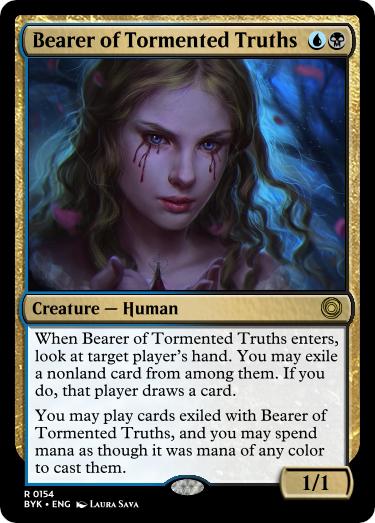 Bearer of Tormented Truths
Creature — Human
When Bearer of Tormented Truths enters,
look at target player's hand. You may exile
a nonland card from among them. If you
do, that player draws a card.
You may play cards exiled with Bearer of
Tormented Truths, and you may spend
mana as though it was mana of any color
to cast them.
1/1
R 0154
BYK • ENG Laura Sava